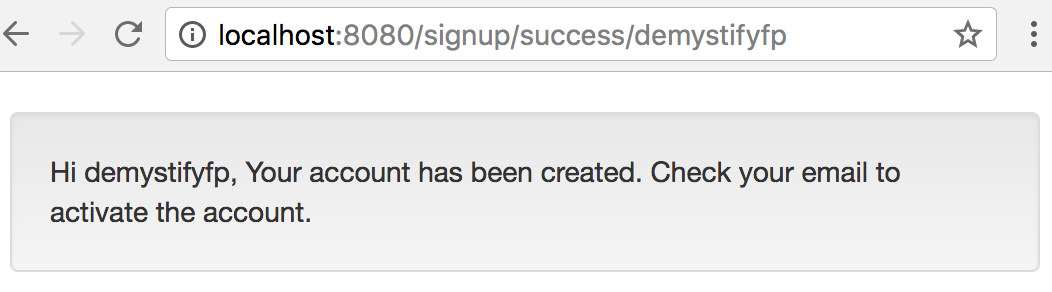 localhost:8080/signup/success/demystifyfp
Hi demystifyfp, Your account has been created. Check your email to
activate the account.